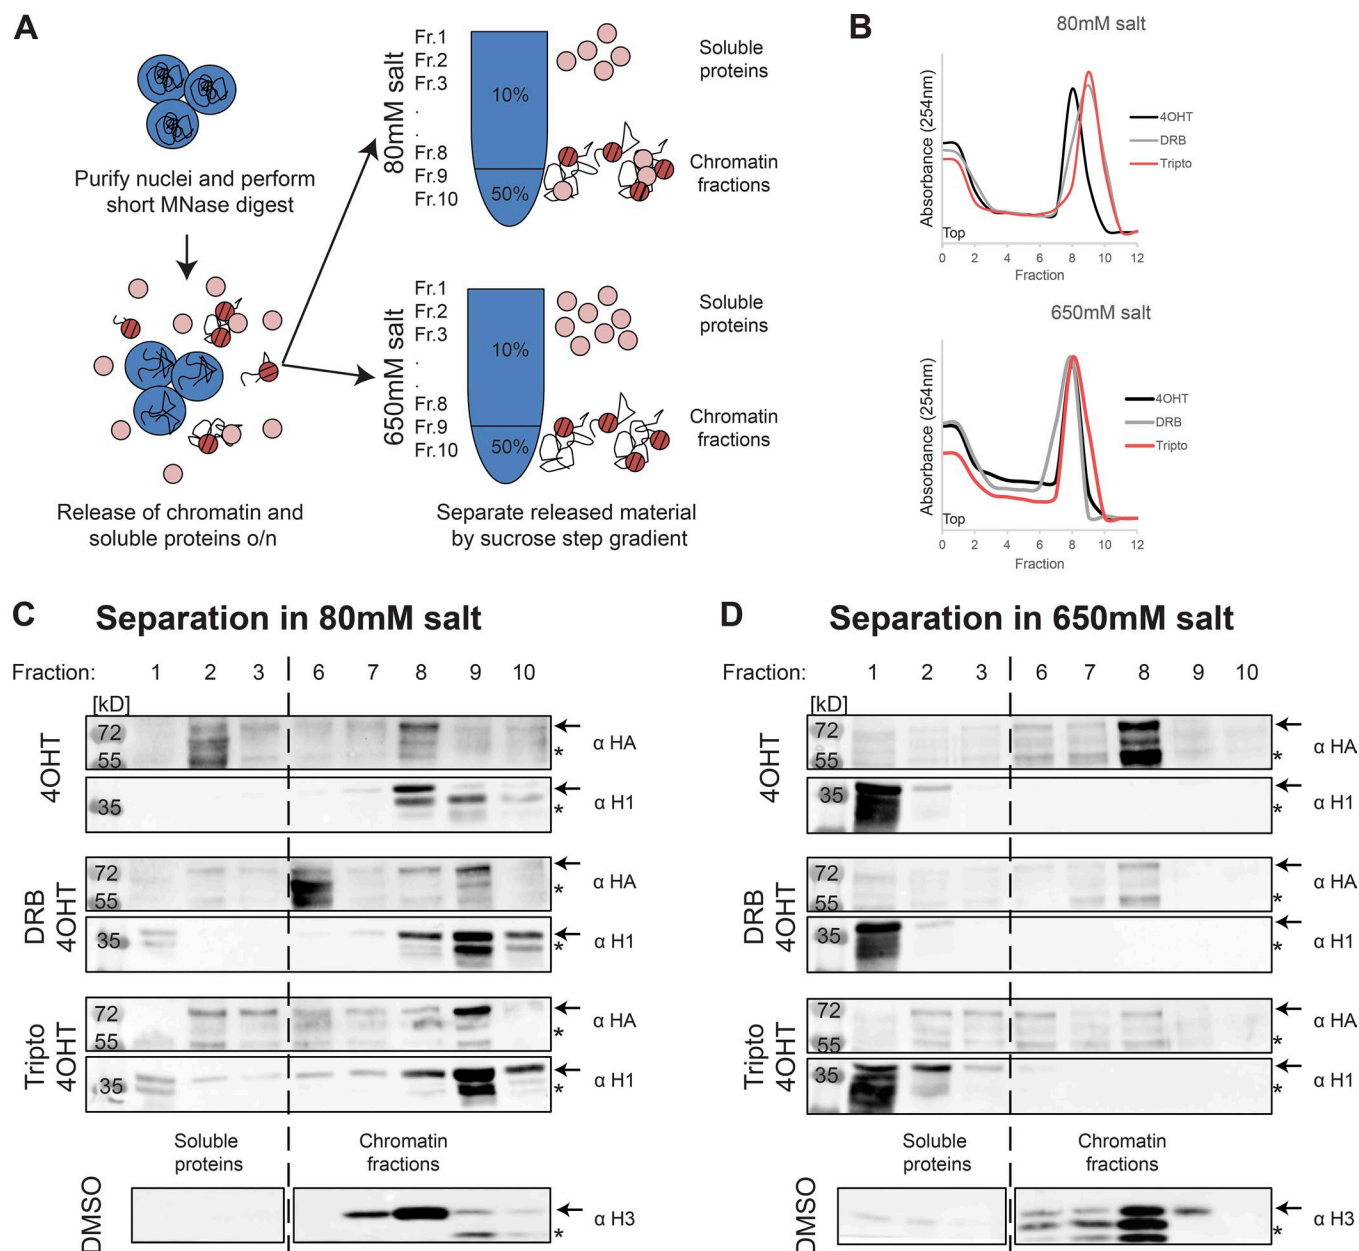 A
Fr.1
Fr.2
Fr.3
.
.
Fr.8
Fr.9
Fr.10
80mM salt
10%
50%
Soluble
proteins
Chromatin
fractions
Purify nuclei and perform
short MNase digest
Fr.1
Fr.2
Fr.3
.
.
Fr.8
Fr.9
Fr.10
650mM salt
10%
50%
Soluble
proteins
Chromatin
fractions
Release of chromatin and
soluble proteins o/n
Separate released material
by sucrose step gradient
B
80mM salt
Absorbance (254nm)
4OHT
DRB
Tripto
Top
0 2 4 6 8 10 12
Fraction
650mM salt
Absorbance (254nm)
4OHT
DRB
Tripto
Top
0 2 4 6 8 10 12
Fraction
C Separation in 80mM salt
Fraction: 1 2 3 6 7 8 9 10
[kD]
4OHT
72
55
* α HA
35
* α H1
DRB
4OHT
72
55
* α HA
35
* α H1
Tripto
4OHT
72
55
* α HA
35
* α H1
Soluble
proteins
Chromatin
fractions
DMSO
* α H3
D Separation in 650mM salt
Fraction: 1 2 3 6 7 8 9 10
[kD]
4OHT
72
55
* α HA
35
* α H1
DRB
4OHT
72
55
* α HA
35
* α H1
Tripto
4OHT
72
55
* α HA
35
* α H1
Soluble
proteins
Chromatin
fractions
DMSO
* α H3